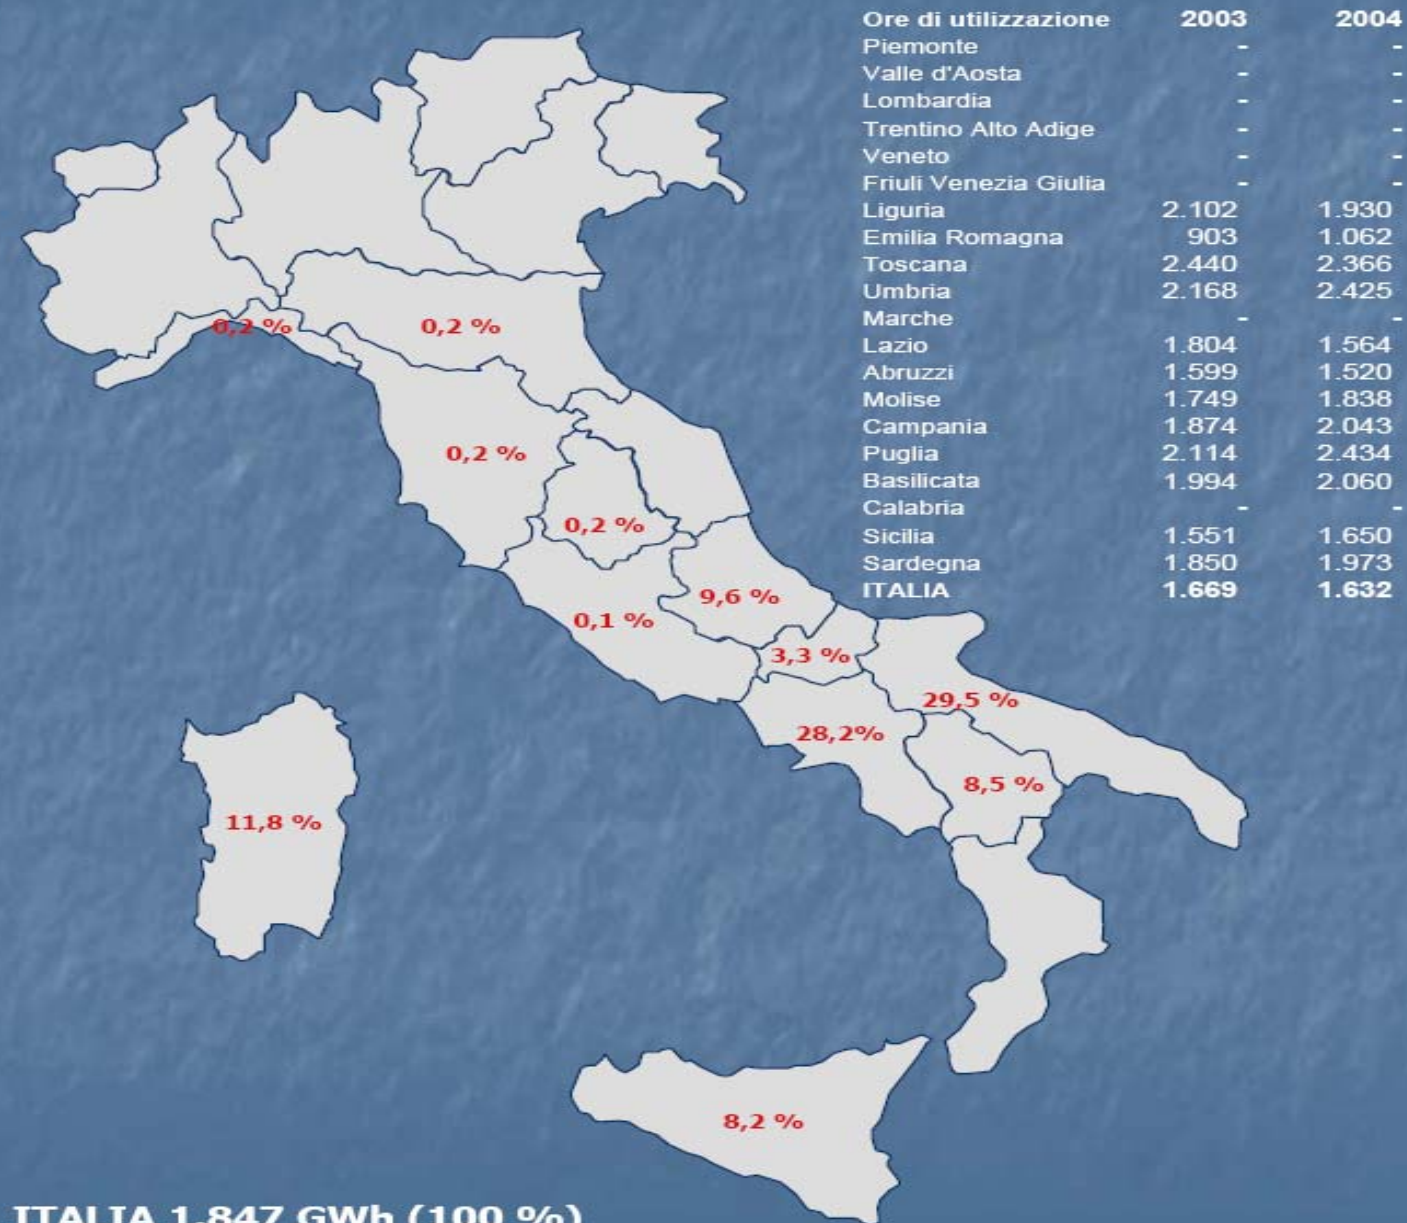 Ore di utilizzazione 2003 2004
Piemonte - -
Valle d'Aosta - -
Lombardia - -
Trentino Alto Adige - -
Veneto - -
Friuli Venezia Giulia - -
Liguria 2.102 1.930
Emilia Romagna 903 1.062
Toscana 2.440 2.366
Umbria 2.168 2.425
Marche - -
Lazio 1.804 1.564
Abruzzi 1.599 1.520
Molise 1.749 1.838
Campania 1.874 2.043
Puglia 2.114 2.434
Basilicata 1.994 2.060
Calabria - -
Sicilia 1.551 1.650
Sardegna 1.850 1.973
ITALIA 1.669 1.632
0,2 %
0,2 %
0,2 %
0,2 %
9,6 %
0,1 %
3,3 %
29,5 %
28,2%
8,5 %
11,8 %
8,2 %
ITALIA 1.847 GWh (100 %)